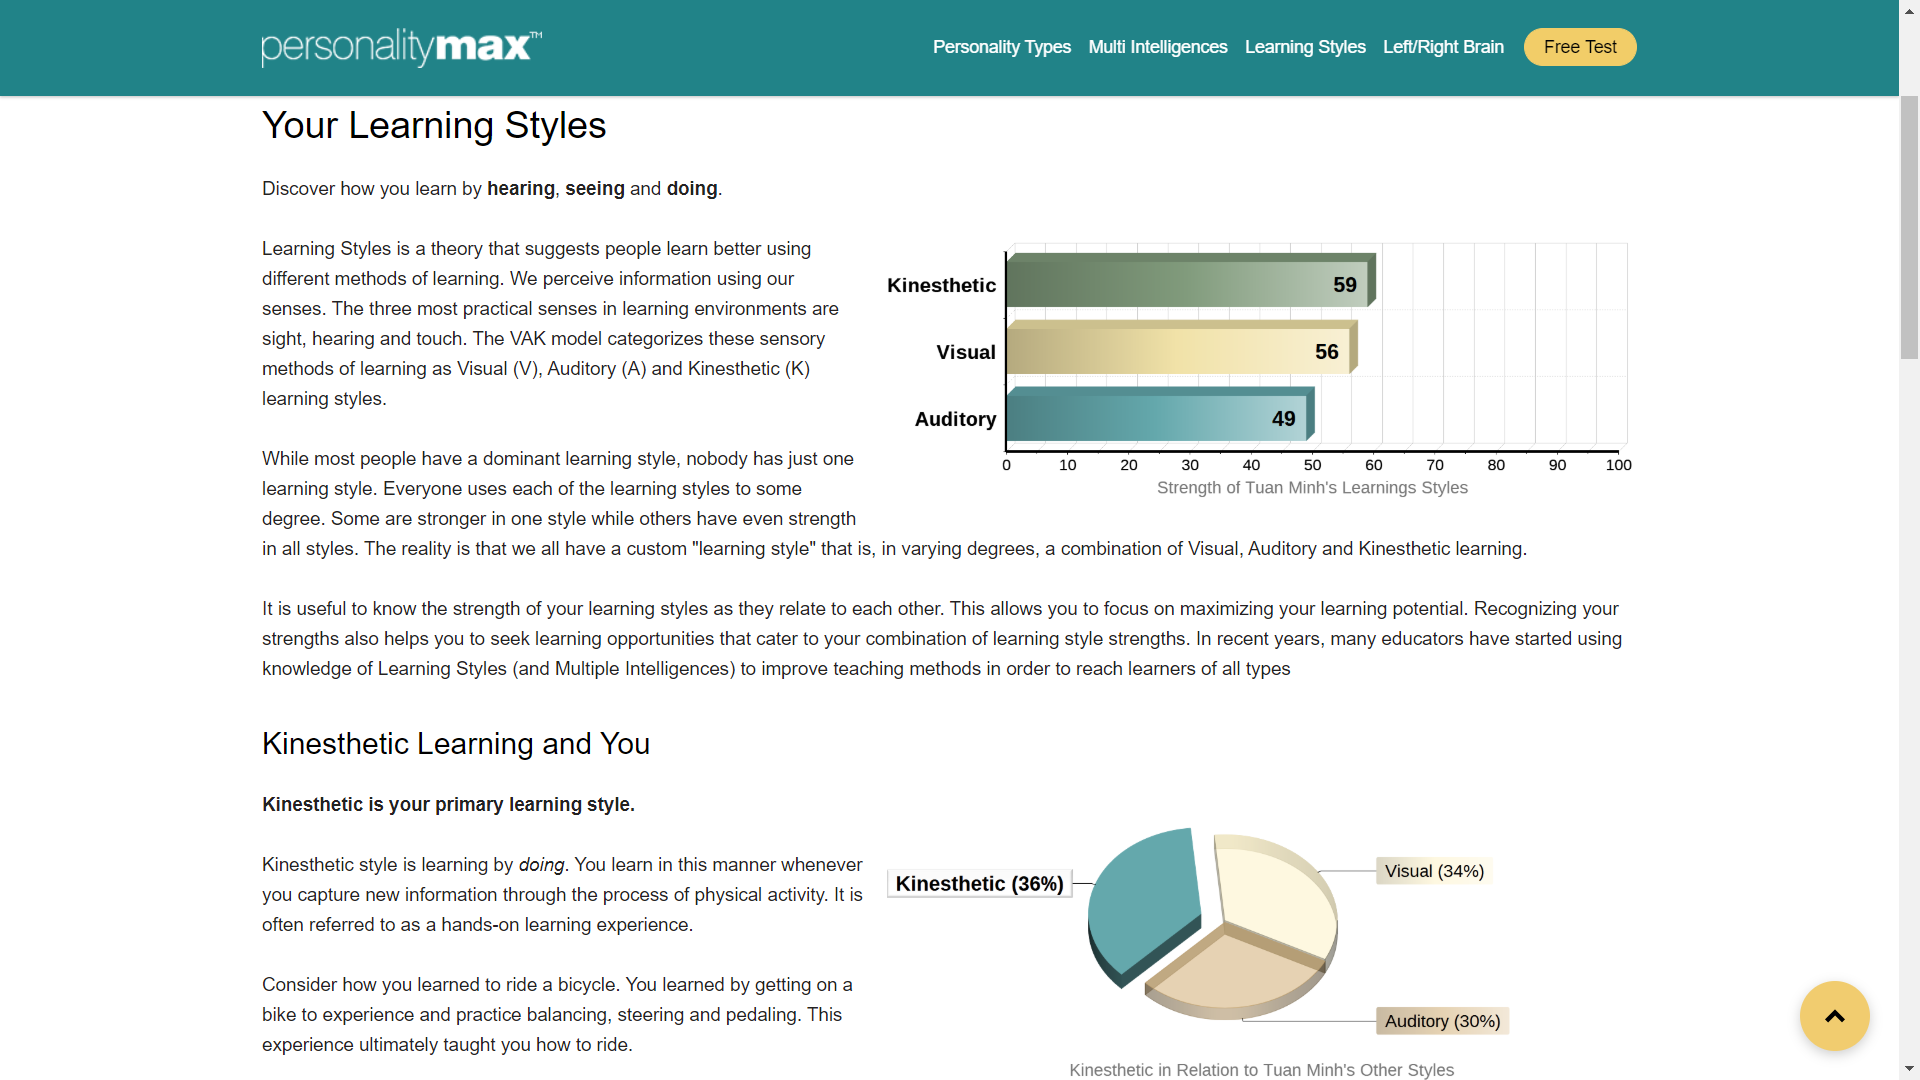 personalitymax™
Personality Types Multi Intelligences Learning Styles Left/Right Brain Free Test
Your Learning Styles
Discover how you learn by hearing, seeing and doing.
Learning Styles is a theory that suggests people learn better using
different methods of learning. We perceive information using our
senses. The three most practical senses in learning environments are
sight, hearing and touch. The VAK model categorizes these sensory
methods of learning as Visual (V), Auditory (A) and Kinesthetic (K)
learning styles.
Kinesthetic 59
Visual 56
Auditory 49
0 10 20 30 40 50 60 70 80 90 100
Strength of Tuan Minh's Learnings Styles
While most people have a dominant learning style, nobody has just one
learning style. Everyone uses each of the learning styles to some
degree. Some are stronger in one style while others have even strength
in all styles. The reality is that we all have a custom "learning style" that is, in varying degrees, a combination of Visual, Auditory and Kinesthetic learning.
It is useful to know the strength of your learning styles as they relate to each other. This allows you to focus on maximizing your learning potential. Recognizing your
strengths also helps you to seek learning opportunities that cater to your combination of learning style strengths. In recent years, many educators have started using
knowledge of Learning Styles (and Multiple Intelligences) to improve teaching methods in order to reach learners of all types
Kinesthetic Learning and You
Kinesthetic is your primary learning style.
Kinesthetic style is learning by doing. You learn in this manner whenever
you capture new information through the process of physical activity. It is
often referred to as a hands-on learning experience.
Consider how you learned to ride a bicycle. You learned by getting on a
bike to experience and practice balancing, steering and pedaling. This
experience ultimately taught you how to ride.
Kinesthetic (36%)
Visual (34%)
Auditory (30%)
Kinesthetic in Relation to Tuan Minh's Other Styles